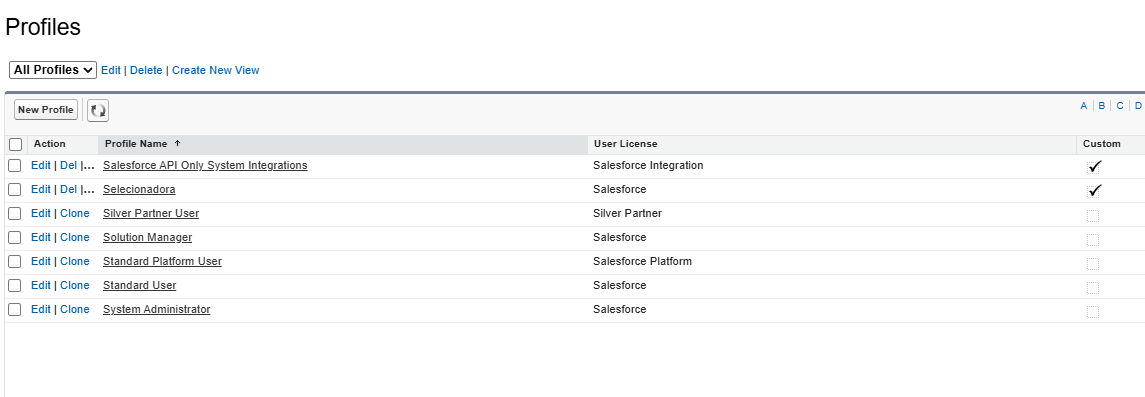 Profiles
All Profiles Edit | Delete | Create New View
New Profile A | B | C | D
Action Profile Name User License Custom
Edit | Del |... Salesforce API Only System Integrations Salesforce Integration
Edit | Del |... Selecionadora Salesforce
Edit | Clone Silver Partner User Silver Partner
Edit | Clone Solution Manager Salesforce
Edit | Clone Standard Platform User Salesforce Platform
Edit | Clone Standard User Salesforce
Edit | Clone System Administrator Salesforce